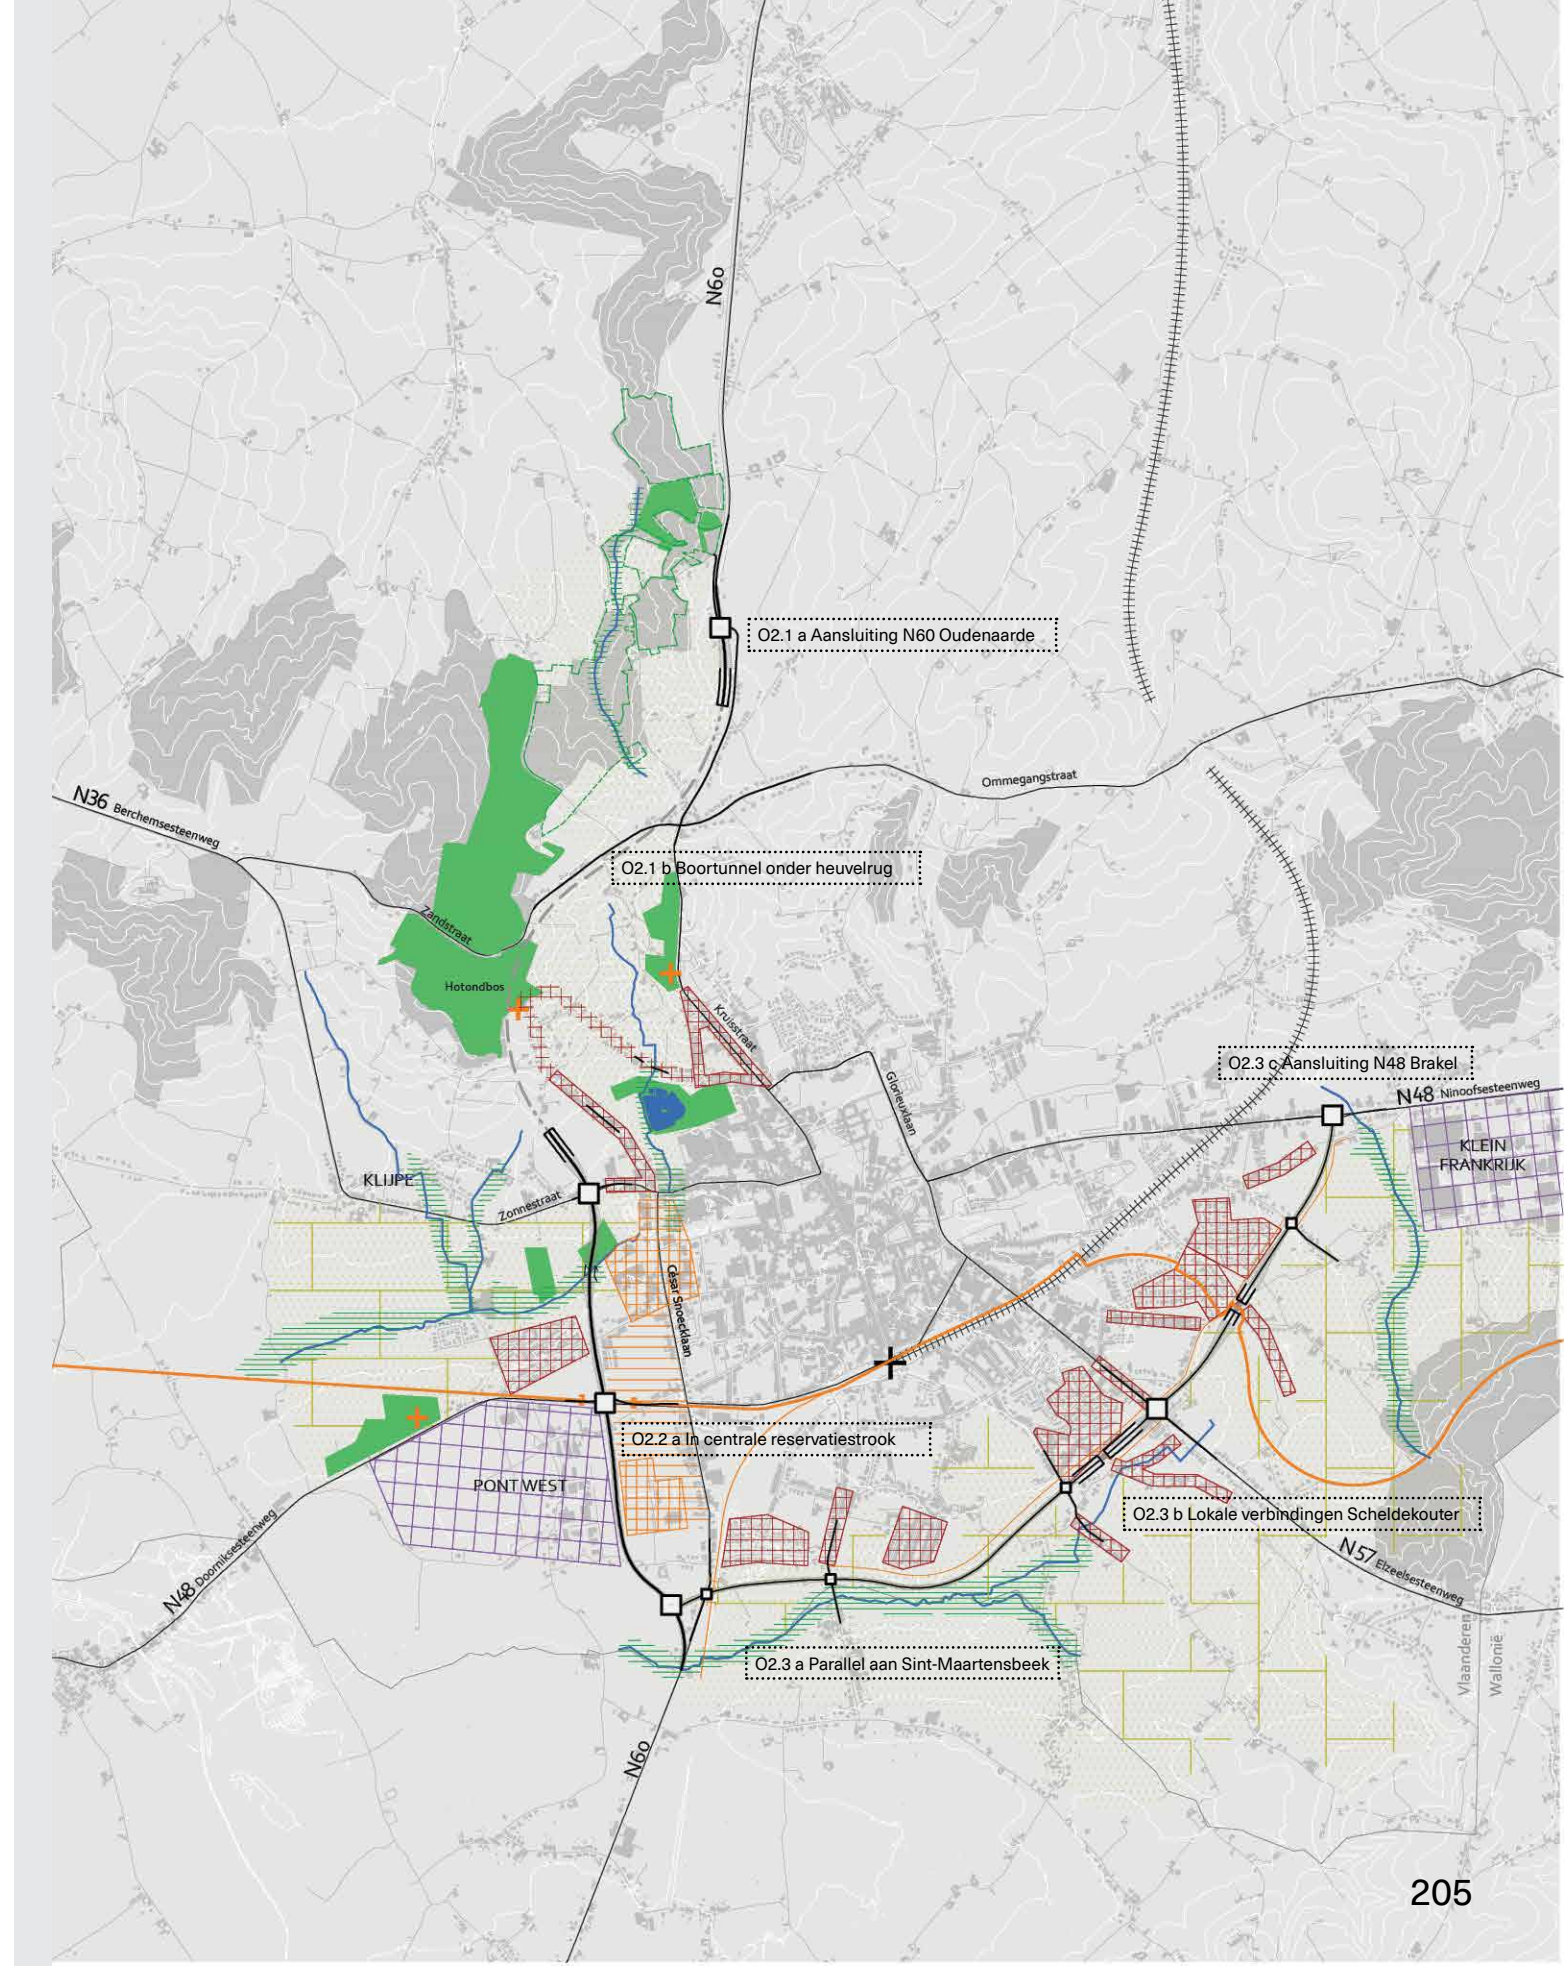 N60
O2.1 a Aansluiting N60 Oudenaarde
Ommegangstraat
N36 Berchemsesteenweg
O2.1 b Boortunnel onder heuvelrug
Zandstraat
Hotondbos
Kruisstraat
O2.3 c Aansluiting N48 Brakel
Glorieuxlaan
N48 Ninoofsesteenweg
KLEIN
FRANKRIJK
KLIJPE
Zonnestraat
César Snoecklaan
O2.2 a In centrale reservatiestrook
PONT WEST
O2.3 b Lokale verbindingen Scheldekouter
N48 Doorniksesteenweg
N57 Elzeelsesteenweg
O2.3 a Parallel aan Sint-Maartensbeek
Vlaanderen
Wallonië
N60
205